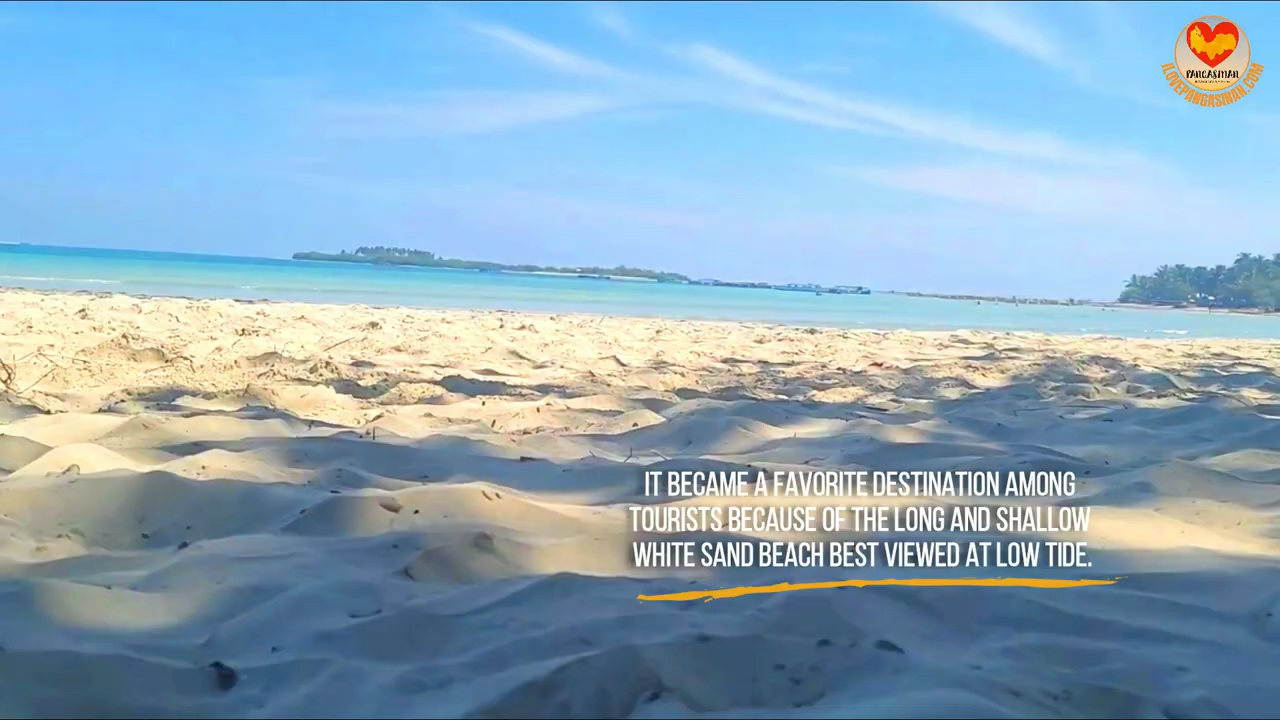 PANGASINAN
ILOVEPANGASINAN.COM
IT BECAME A FAVORITE DESTINATION AMONG
TOURISTS BECAUSE OF THE LONG AND SHALLOW
WHITE SAND BEACH BEST VIEWED AT LOW TIDE.